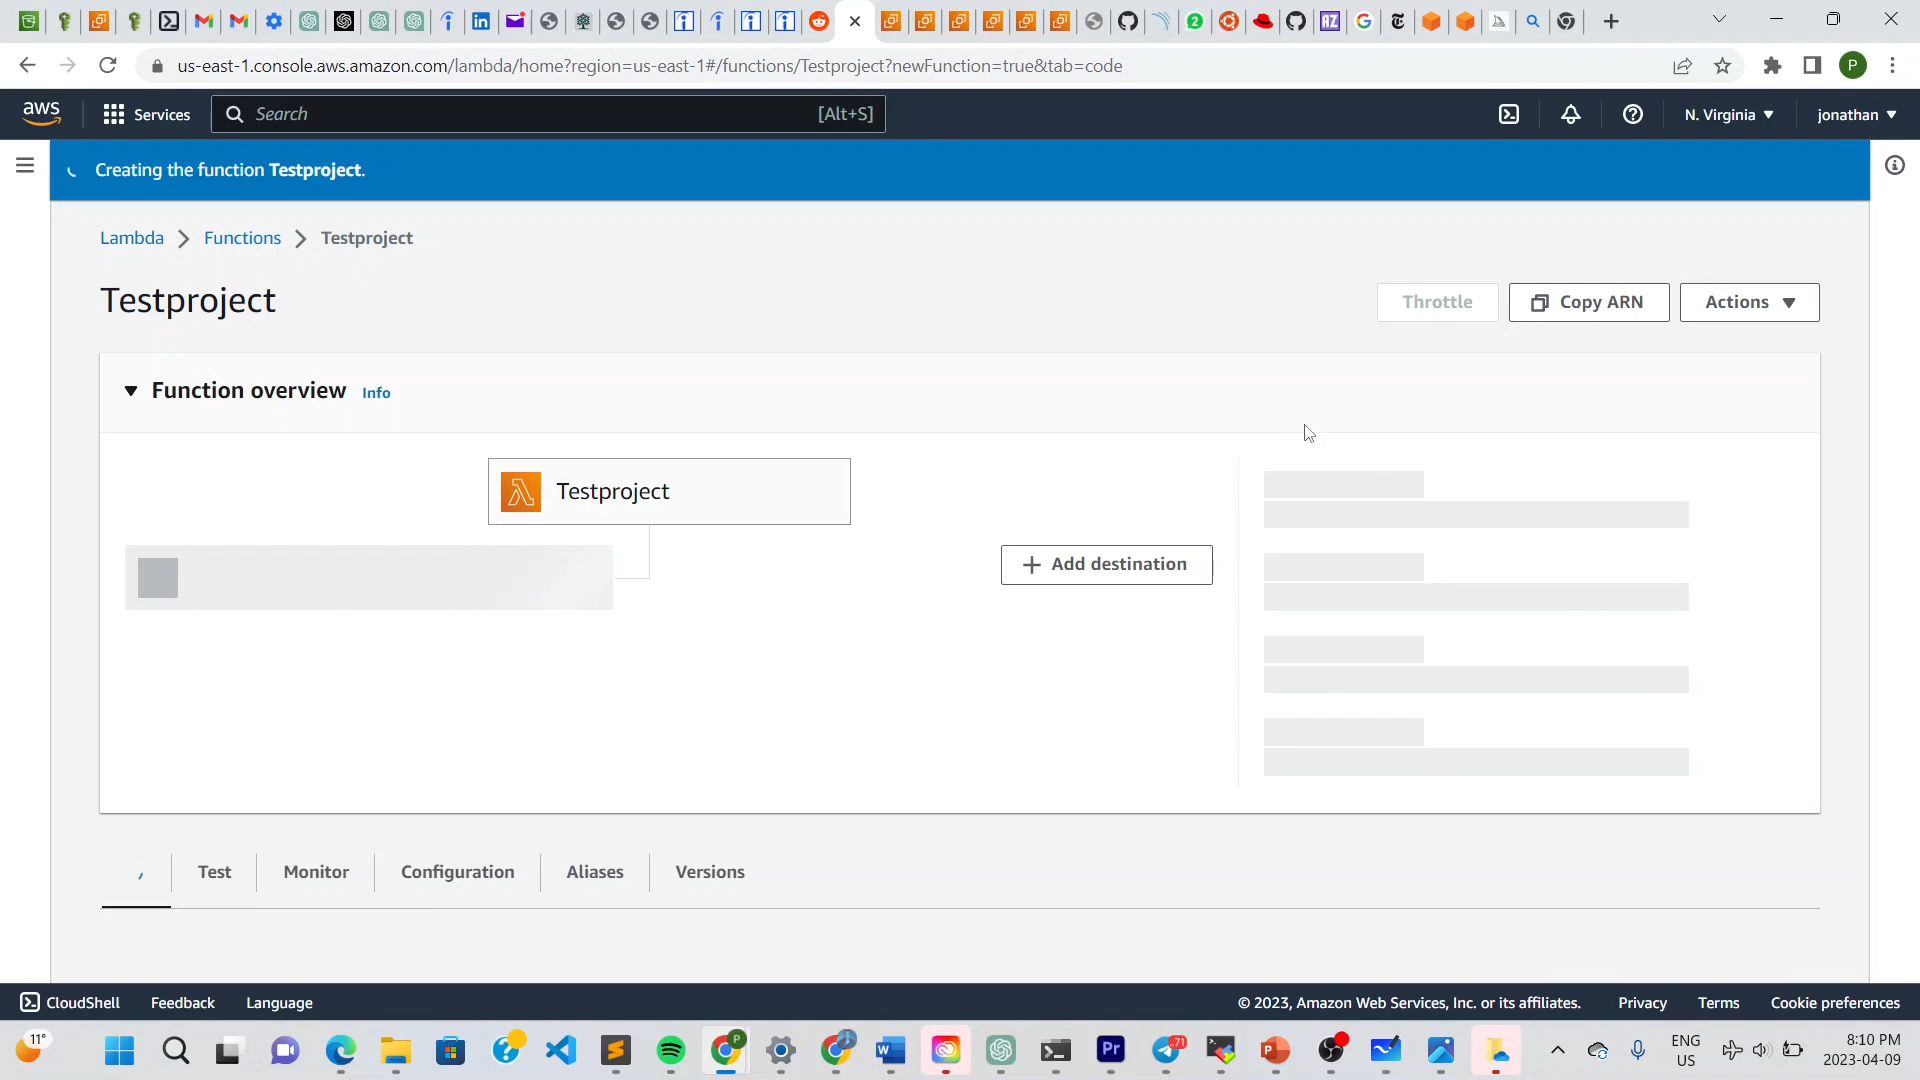 us-east-1.console.aws.amazon.com/lambda/home?region=us-east-1#/functions/Testproject?newFunction=true&tab=code
P
aws
Services
Search
[Alt+S]
N. Virginia
jonathan
Creating the function Testproject.
Lambda
Functions
Testproject
Testproject
Throttle
Copy ARN
Actions
Function overview
Info
Testproject
Add destination
Test
Monitor
Configuration
Aliases
Versions
CloudShell
Feedback
Language
© 2023, Amazon Web Services, Inc. or its affiliates.
Privacy
Terms
Cookie preferences
11°
71
ENG
US
8:10 PM
2023-04-09